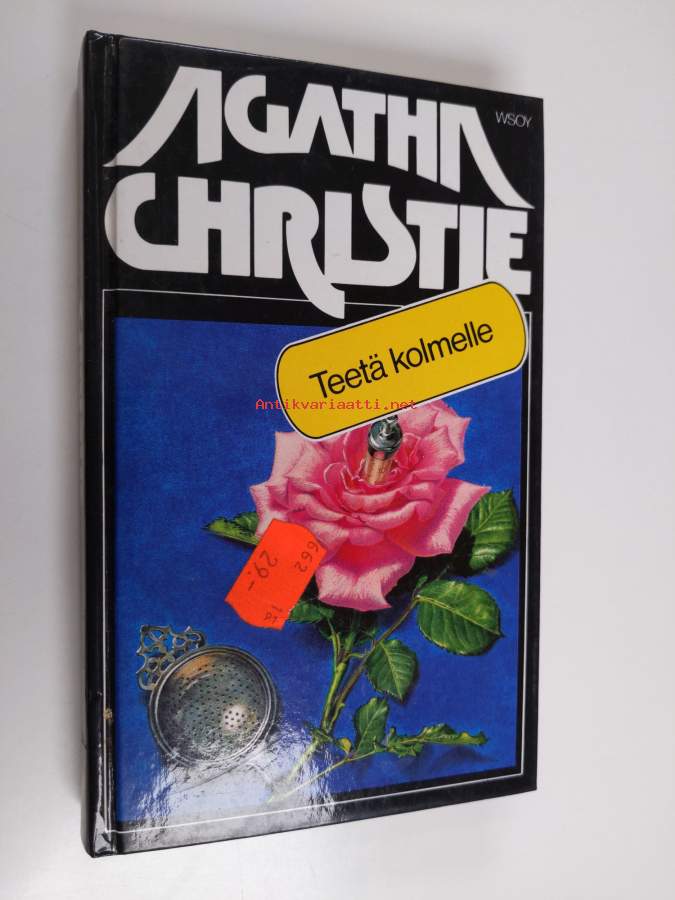 AGATHA
WSOY
CHRISTIE
Teetä kolmelle
Antikvariaatti.net
662
29.-